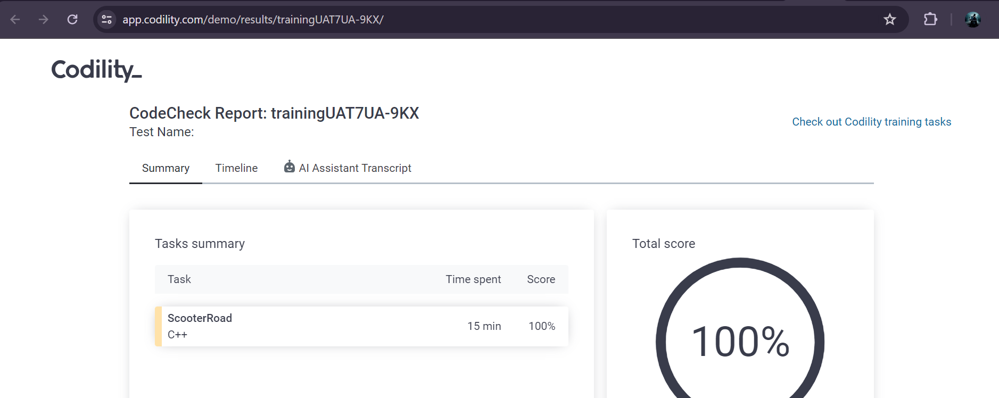 app.codility.com/demo/results/trainingUAT7UA-9KX/
Codility_
CodeCheck Report: trainingUAT7UA-9KX
Test Name:
Check out Codility training tasks
Summary
Timeline
AI Assistant Transcript
Tasks summary
Task Time spent Score
ScooterRoad
C++
15 min 100%
Total score
100%